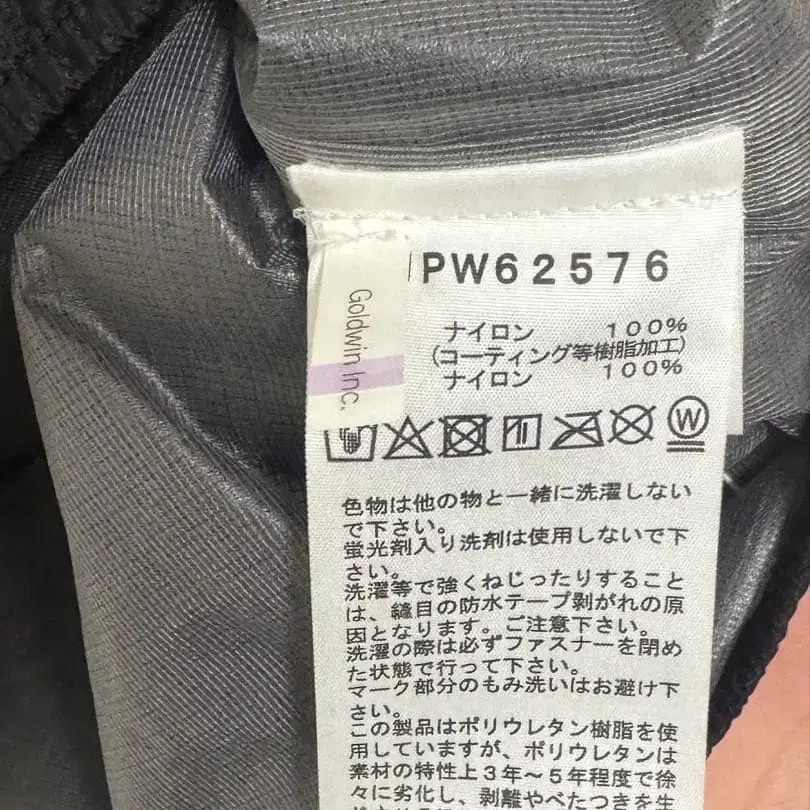 PW62576
ナイロン 100%
(コーティング等樹脂加工)
ナイロン 100%
Goldwin Inc.
W
色物は他の物と一緒に洗濯しない
で下さい。
蛍光剤入り洗剤は使用しないで下
さい。
洗濯等で強くねじったりすること
は、縫目の防水テープ剥がれの原
因となります。ご注意下さい。
洗濯の際は必ずファスナーを閉め
た状態で行って下さい。
マーク部分のもみ洗いはお避け下
さい。
この製品はポリウレタン樹脂を使
用していますが、ポリウレタンは
素材の特性上3年~5年程度で徐
々に劣化し、剥離やべたつきを生